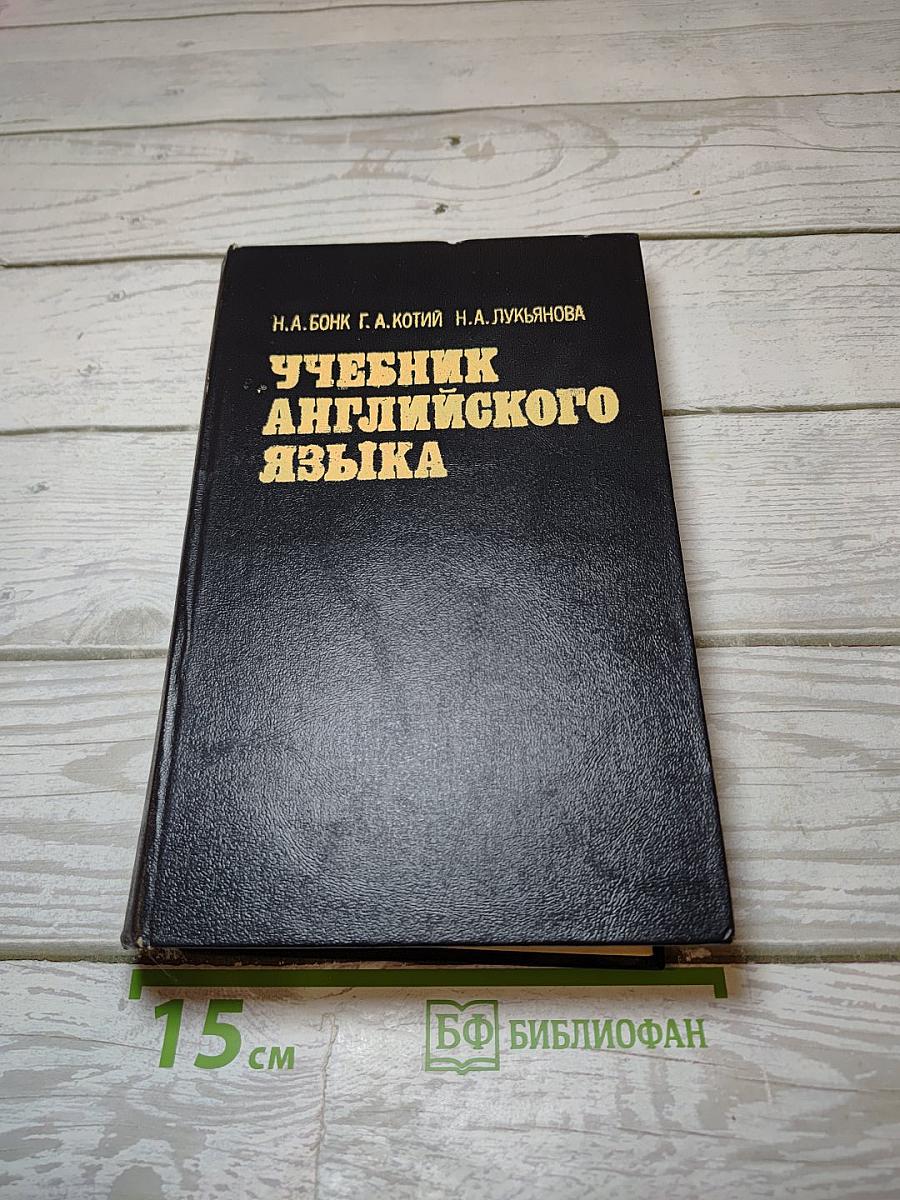 Н.А.БОНК Г.А.КОТИЙ Н.А.ЛУКЬЯНОВА
УЧЕБНИК
АНГЛИЙСКОГО
ЯЗЫКА
15 см
БФ БИБЛИОФАН